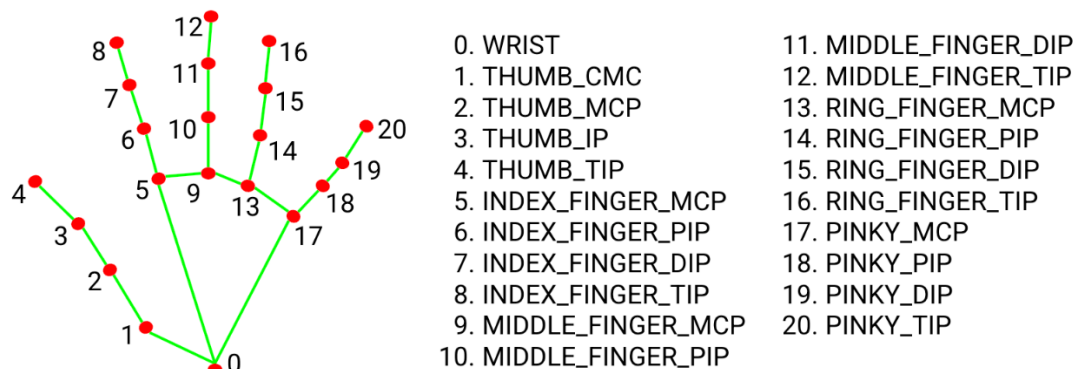 12
8
16
11
7
15
10
6
20
14
19
4
5
9
13
18
3
17
2
1
0
0. WRIST
1. THUMB_CMC
2. THUMB_MCP
3. THUMB_IP
4. THUMB_TIP
5. INDEX_FINGER_MCP
6. INDEX_FINGER_PIP
7. INDEX_FINGER_DIP
8. INDEX_FINGER_TIP
9. MIDDLE_FINGER_MCP
10. MIDDLE_FINGER_PIP
11. MIDDLE_FINGER_DIP
12. MIDDLE_FINGER_TIP
13. RING_FINGER_MCP
14. RING_FINGER_PIP
15. RING_FINGER_DIP
16. RING_FINGER_TIP
17. PINKY_MCP
18. PINKY_PIP
19. PINKY_DIP
20. PINKY_TIP